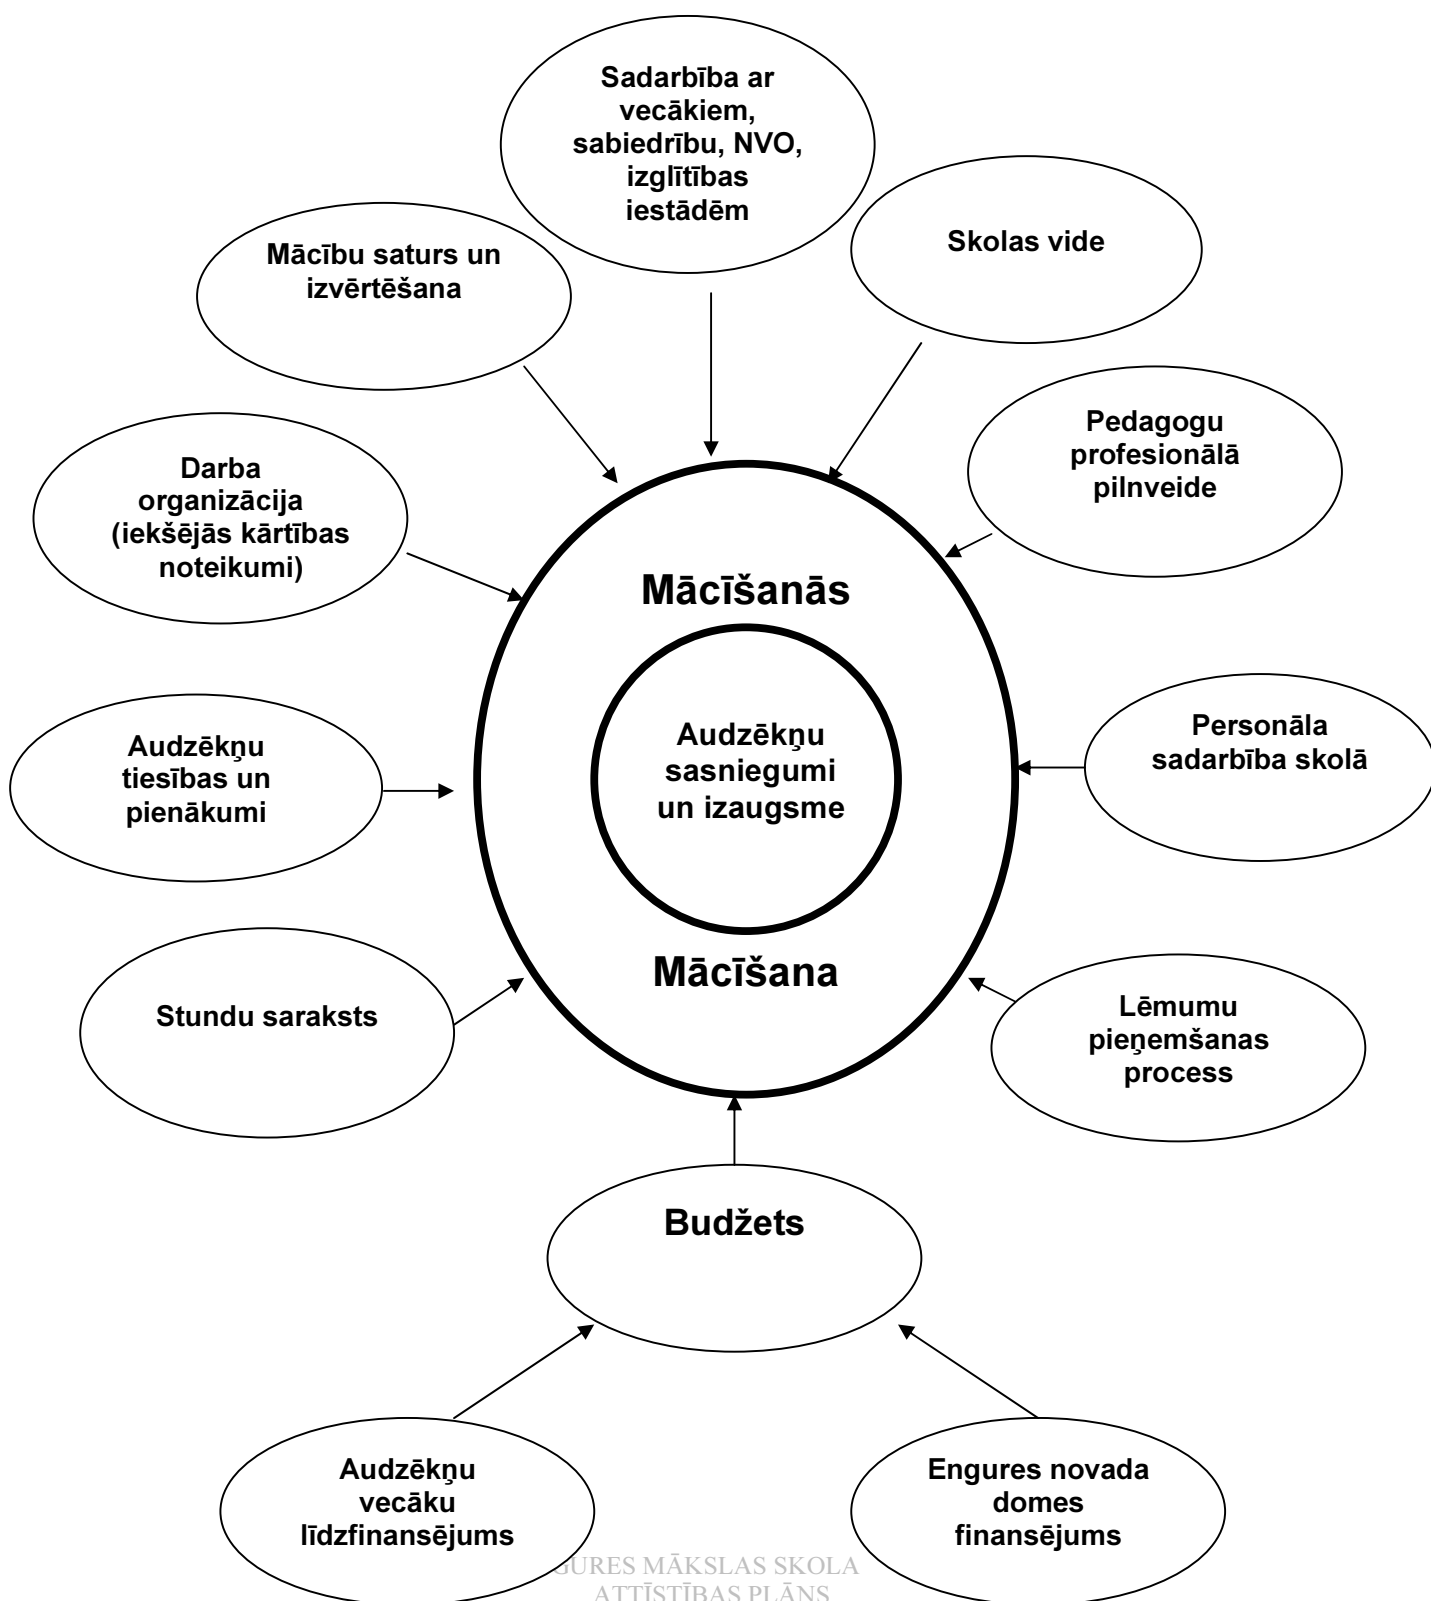 Sadarbība ar
vecākiem,
sabiedrību, NVO,
izglītības
iestādēm
Skolas vide
Mācību saturs un
izvērtēšana
Pedagogu
profesionālā
pilnveide
Darba
organizācija
(iekšējās kārtības
noteikumi)
Mācīšanās
Audzēkņu
sasniegumi
un izaugsme
Mācīšana
Personāla
sadarbība skolā
Audzēkņu
tiesības un
pienākumi
Stundu saraksts
Lēmumu
pieņemšanas
process
Budžets
Audzēkņu
vecāku
līdzfinansējums
Engures novada
domes
finansējums
MĀKSLAS SKOLA
ATTĪSTĪBAS PLĀNS